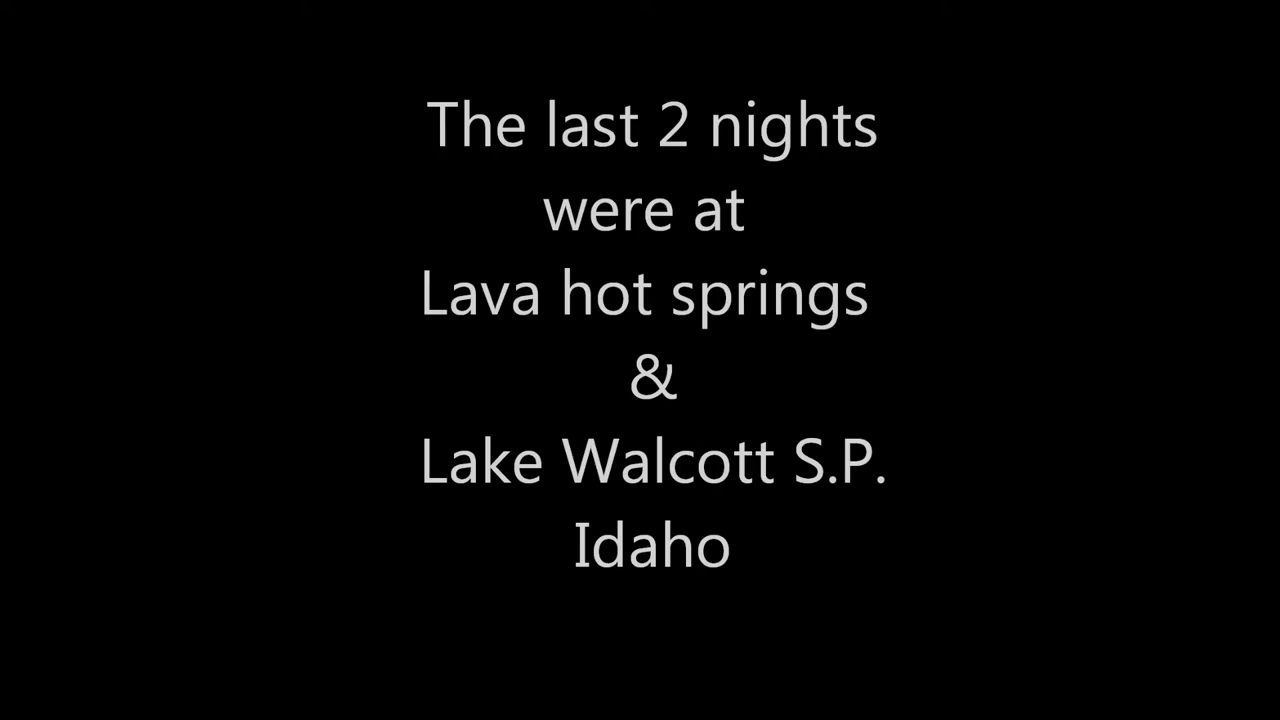 The last 2 nights
were at
Lava hot springs
&
Lake Walcott S.P.
Idaho